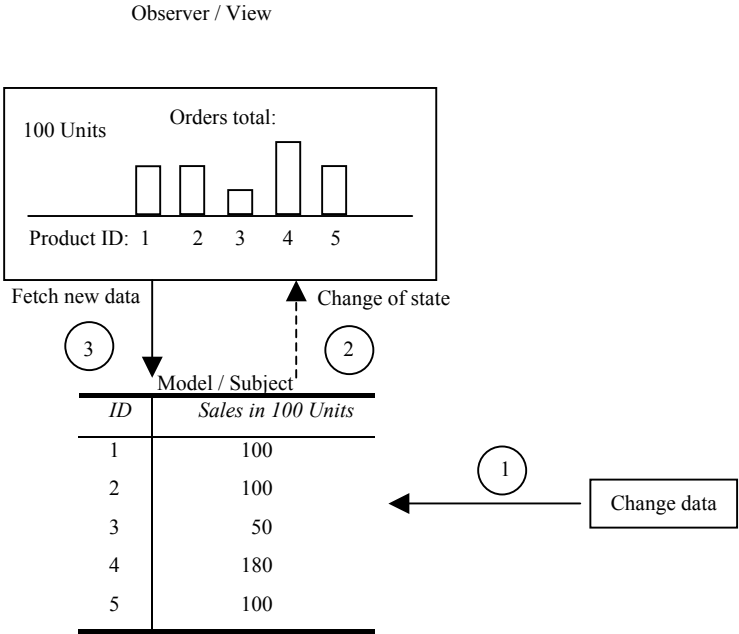 Observer / View
100 Units
Orders total:
Product ID: 1 2 3 4 5
Fetch new data
Change of state
3
2
Model / Subject
ID Sales in 100 Units
1 100
2 100
3 50
4 180
5 100
1
Change data